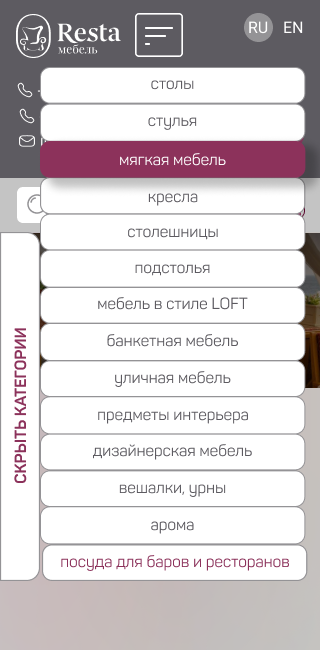 Resta
мебель
RU EN
столы
стулья
мягкая мебель
кресла
столешницы
подстолья
мебель в стиле LOFT
банкетная мебель
уличная мебель
предметы интерьера
дизайнерская мебель
вешалки, урны
арома
посуда для баров и ресторанов
СКРЫТЬ КАТЕГОРИИ